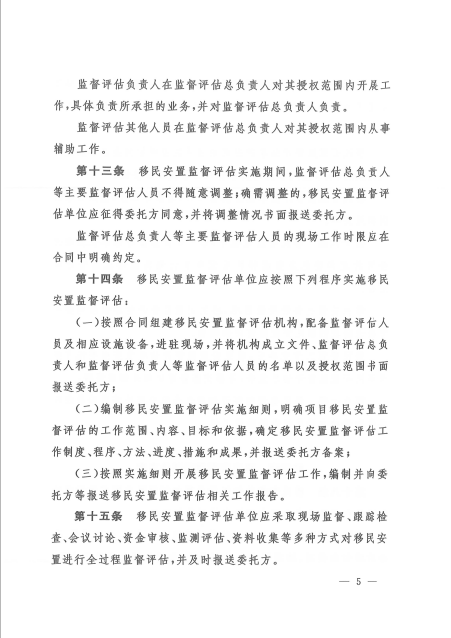 监督评估负责人在监督评估总负责人对其授权范围内开展工
作,具体负责所承担的业务,并对监督评估总负责人负责。
监督评估其他人员在监督评估总负责人对其授权范围内从事
辅助工作。
第十三条　移民安置监督评估实施期间,监督评估总负责人
等主要监督评估人员不得随意调整;确需调整的,移民安置监督评
估单位应征得委托方同意,并将调整情况书面报送委托方。
监督评估总负责人等主要监督评估人员的现场工作时限应在
合同中明确约定。
第十四条　移民安置监督评估单位应按照下列程序实施移民
安置监督评估:
(一)按照合同组建移民安置监督评估机构,配备监督评估人
员及相应设施设备,进驻现场,并将机构成立文件、监督评估总负
责人和监督评估负责人等监督评估人员的名单以及授权范围书面
报送委托方;
(二)编制移民安置监督评估实施细则,明确项目移民安置监
督评估的工作范围、内容、目标和依据,确定移民安置监督评估工
作制度、程序、方法、进度、措施和成果,并报送委托方备案;
(三)按照实施细则开展移民安置监督评估工作,编制并向委
托方等报送移民安置监督评估相关工作报告。
第十五条　移民安置监督评估单位应采取现场监督、跟踪检
查、会议讨论、资金审核、监测评估、资料收集等多种方式对移民安
置进行全过程监督评估,并及时报送委托方。
— 5 —